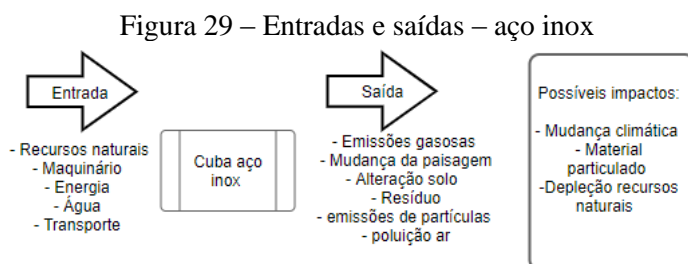 Figura 29 – Entradas e saídas – aço inox
Entrada
- Recursos naturais
- Maquinário
- Energia
- Água
- Transporte
Cuba aço
inox
Saída
- Emissões gasosas
- Mudança da paisagem
- Alteração solo
- Resíduo
- emissões de partículas
- poluição ar
Possíveis impactos:
- Mudança climática
- Material
particulado
-Depleção recursos
naturais